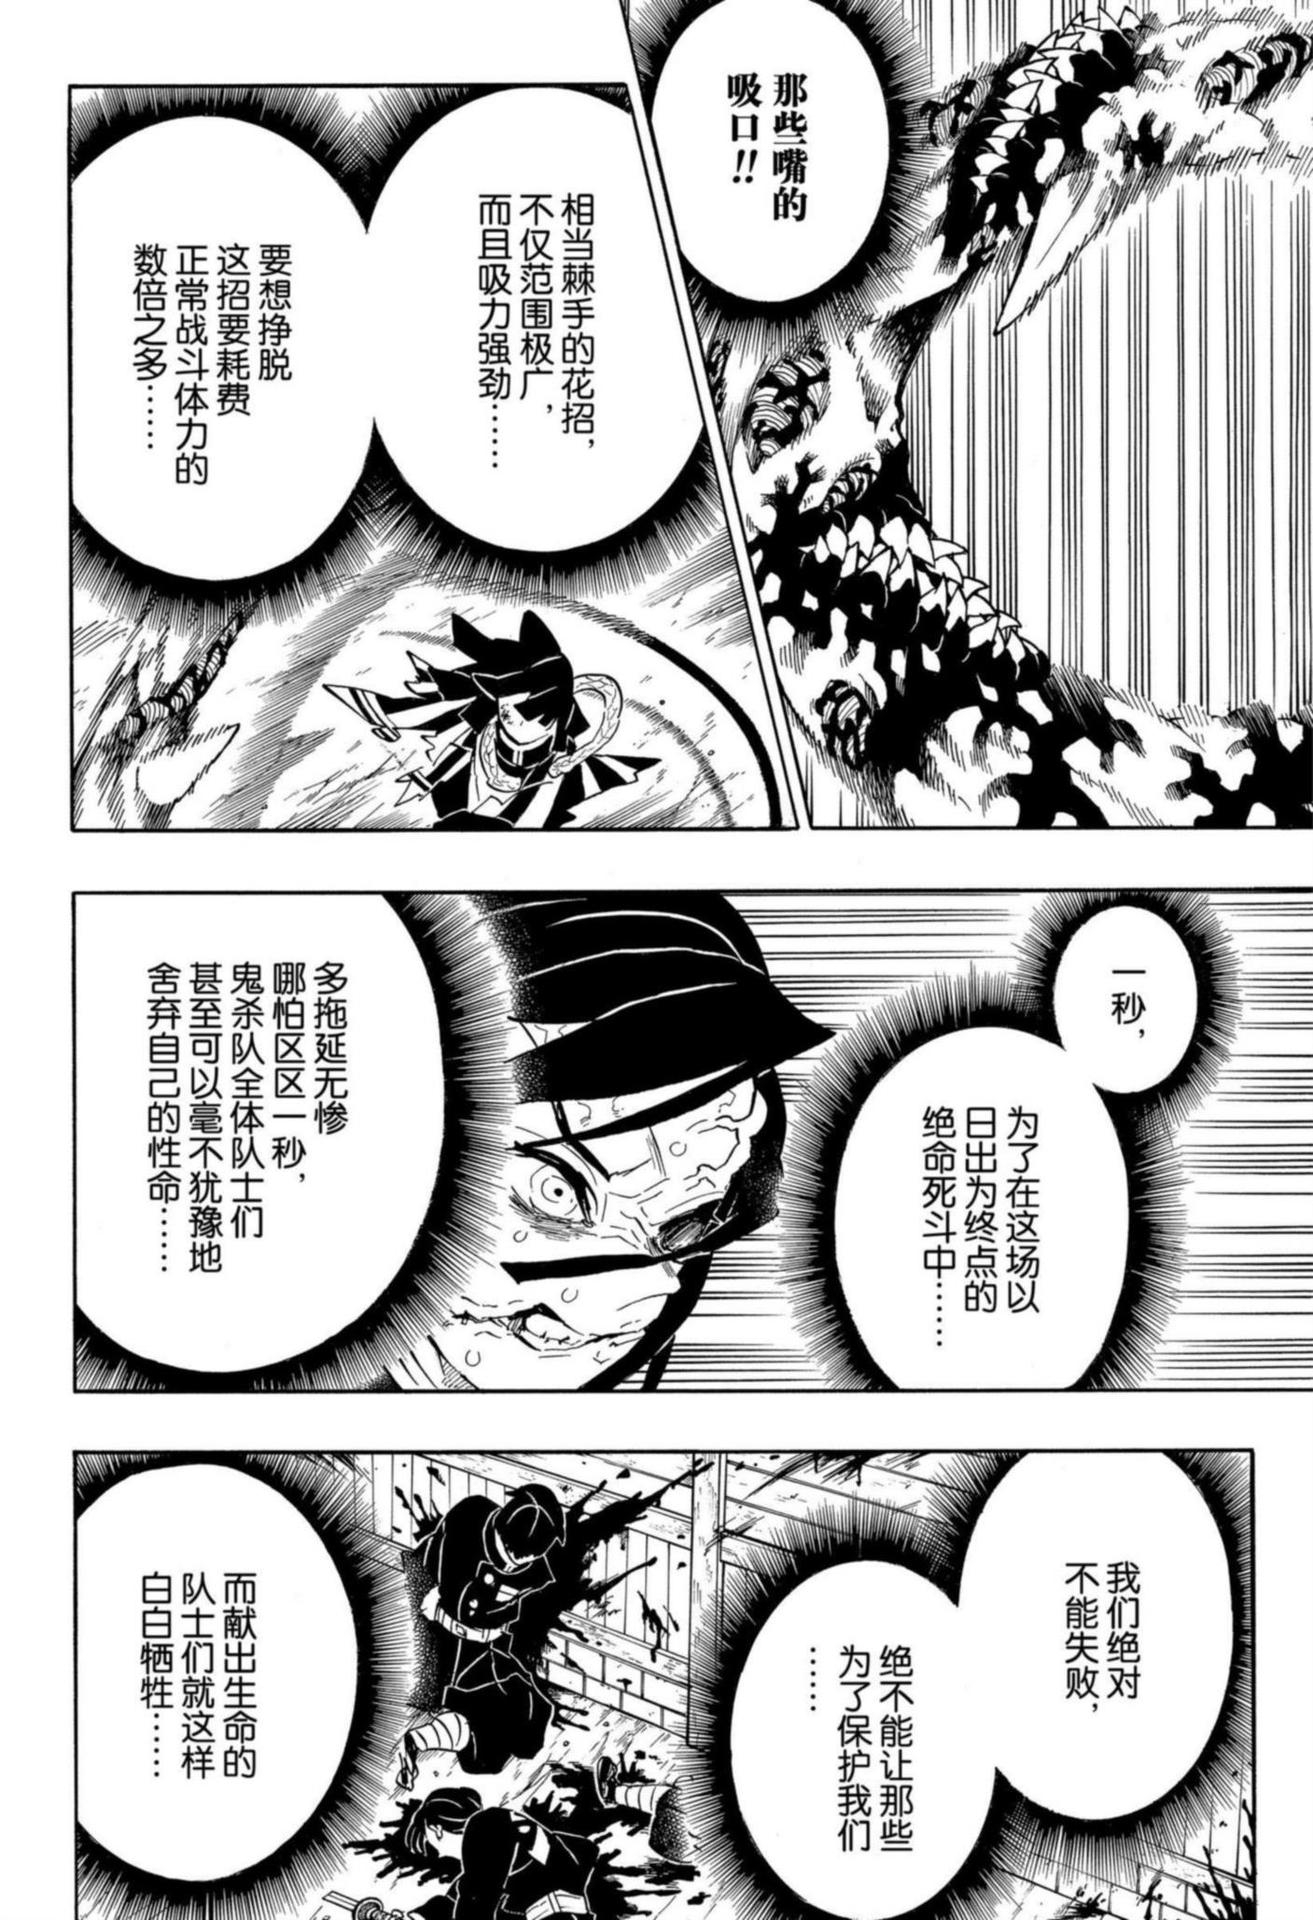 那些嘴的
吸口!!
相当棘手的花招，
不仅范围极广，
而且吸力强劲……
要想挣脱
这招要耗费
正常战斗体力的
数倍之多……
一秒，
为了在这场以
日出为终点的
绝命死斗中……
多拖延无惨
哪怕区区一秒，
鬼杀队全体队士们
甚至可以毫不犹豫地
舍弃自己的性命……
我们绝对
不能失败，
绝不能让那些
为了保护我们
……
而献出生命的
队士们就这样
白白牺牲……